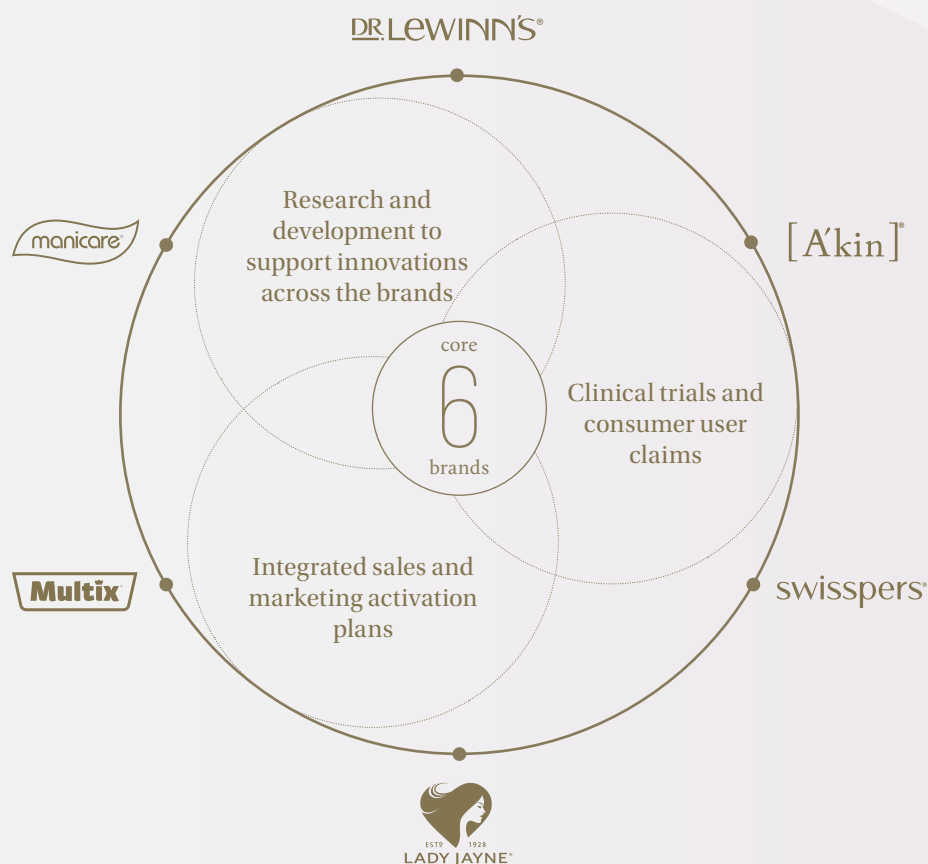 DR. LeWINN'S®
manicare®
[A'kin]®
Research and
development to
support innovations
across the brands
core
6
brands
Clinical trials and
consumer user
claims
Multix
swisspers®
Integrated sales and
marketing activation
plans
ESTD 1928
LADY JAYNE®